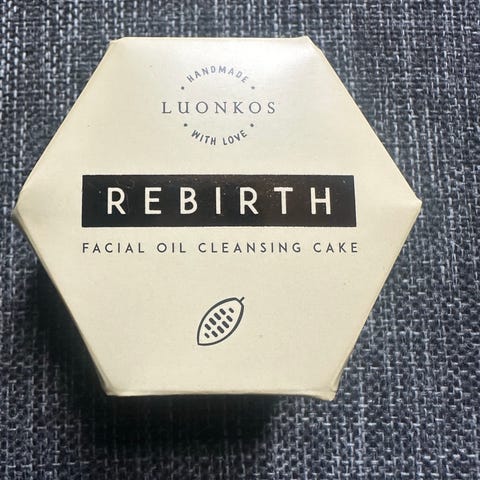 HANDMADE
LUONKOS
WITH LOVE
REBIRTH
FACIAL OIL CLEANSING CAKE